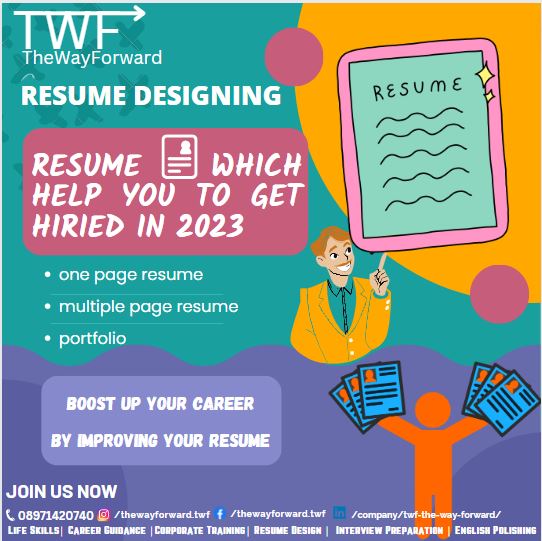 TWF
TheWayForward
RESUME DESIGNING
RESUME WHICH
HELP YOU TO GET
HIRIED IN 2023
• one page resume
• multiple page resume
• portfolio
RESUME
BOOST UP YOUR CAREER
BY IMPROVING YOUR RESUME
JOIN US NOW
08971420740 /thewayforward.twf /thewayforward.twf in /company/twf-the-way-forward/
LIFE SKILLS| CAREER GUIDANCE |CORPORATE TRAINING| RESUME DESIGN | INTERVIEW PREPARATION | ENGLISH POLISHING